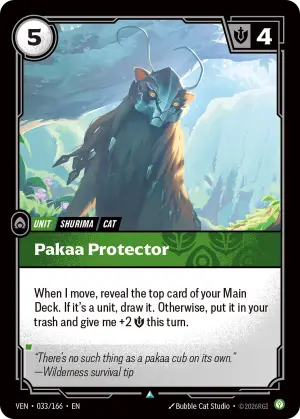 5
4
UNIT SHURIMA / CAT
Pakaa Protector
When I move, reveal the top card of your Main
Deck. If it's a unit, draw it. Otherwise, put it in your
trash and give me +2 this turn.
"There's no such thing as a pakaa cub on its own."
—Wilderness survival tip
VEN • 033/166 • EN
Bubble Cat Studio • ©2026RGI